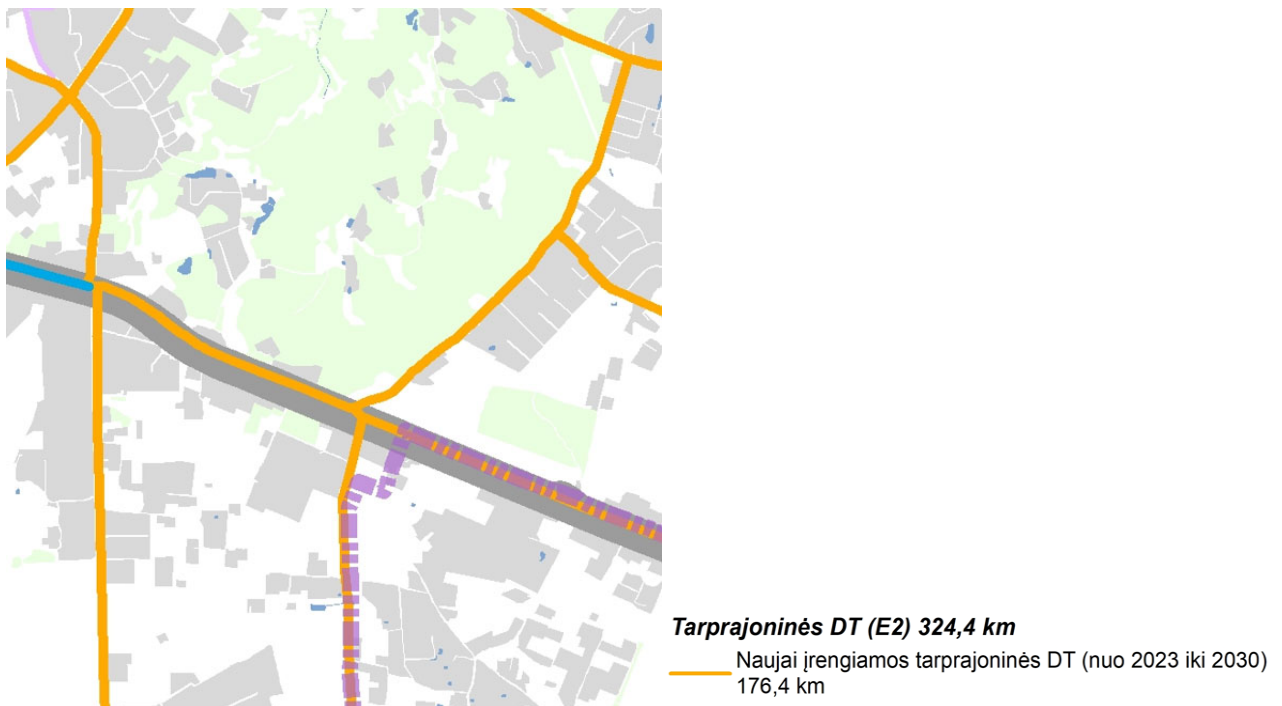 Tarprajoninės DT (E2) 324,4 km
Naujai įrengiamos tarprajoninės DT (nuo 2023 iki 2030)
176,4 km